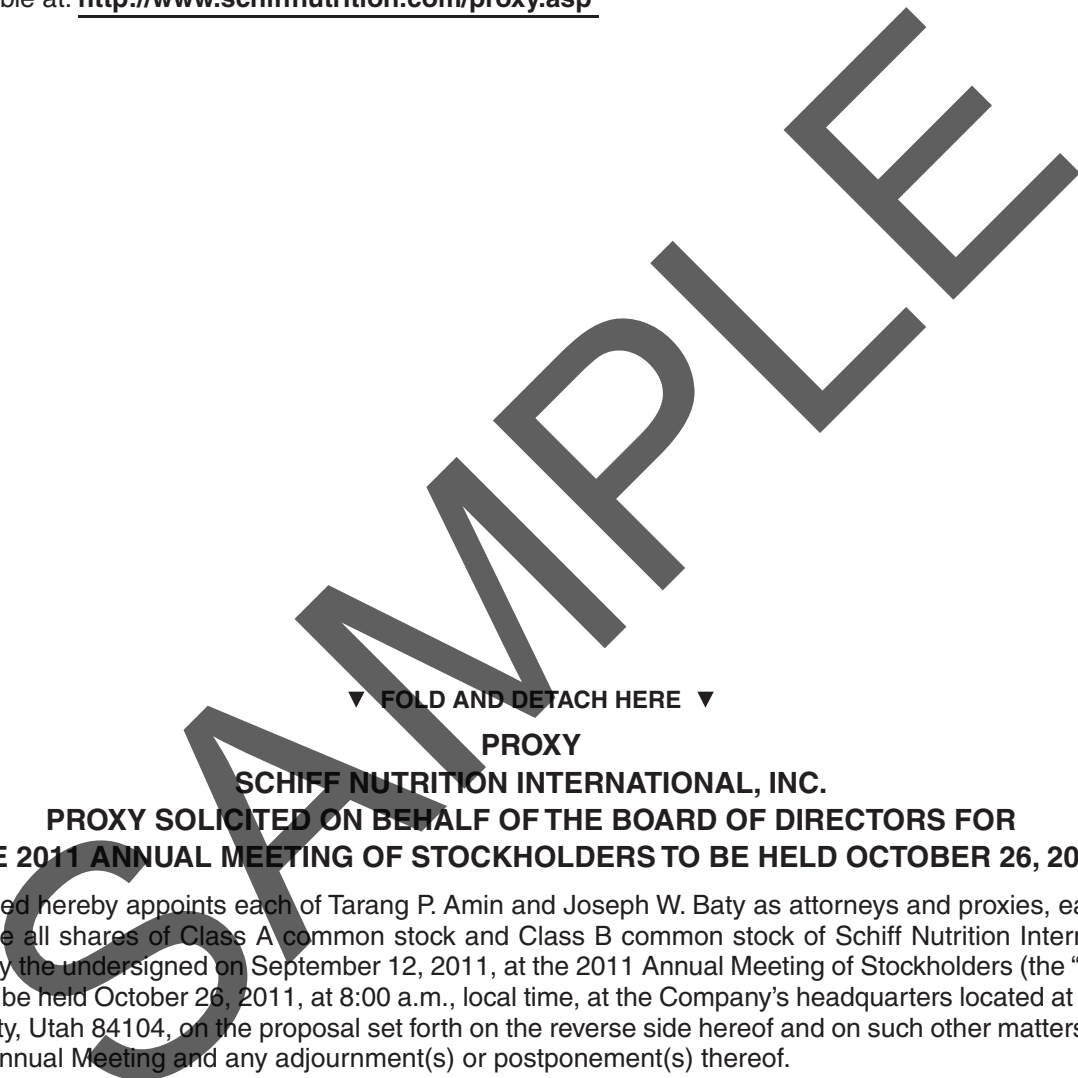 ble at: http://www.schiffnutrition.com/proxy.asp
SAMPLE
▼ FOLD AND DETACH HERE ▼
PROXY
SCHIFF NUTRITION INTERNATIONAL, INC.
PROXY SOLICITED ON BEHALF OF THE BOARD OF DIRECTORS FOR
E 2011 ANNUAL MEETING OF STOCKHOLDERS TO BE HELD OCTOBER 26, 20
ed hereby appoints each of Tarang P. Amin and Joseph W. Baty as attorneys and proxies, ea
e all shares of Class A common stock and Class B common stock of Schiff Nutrition Intern
y the undersigned on September 12, 2011, at the 2011 Annual Meeting of Stockholders (the “
be held October 26, 2011, at 8:00 a.m., local time, at the Company’s headquarters located at
ty, Utah 84104, on the proposal set forth on the reverse side hereof and on such other matters
nnual Meeting and any adjournment(s) or postponement(s) thereof.